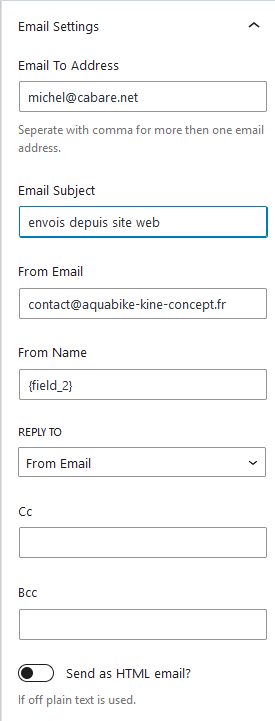 Email Settings
Email To Address
michel@cabare.net
Seperate with comma for more then one email
address.
Email Subject
envois depuis site web
From Email
contact@aquabike-kine-concept.fr
From Name
{field_2}
REPLY TO
From Email
Cc
Bcc
Send as HTML email?
If off plain text is used.